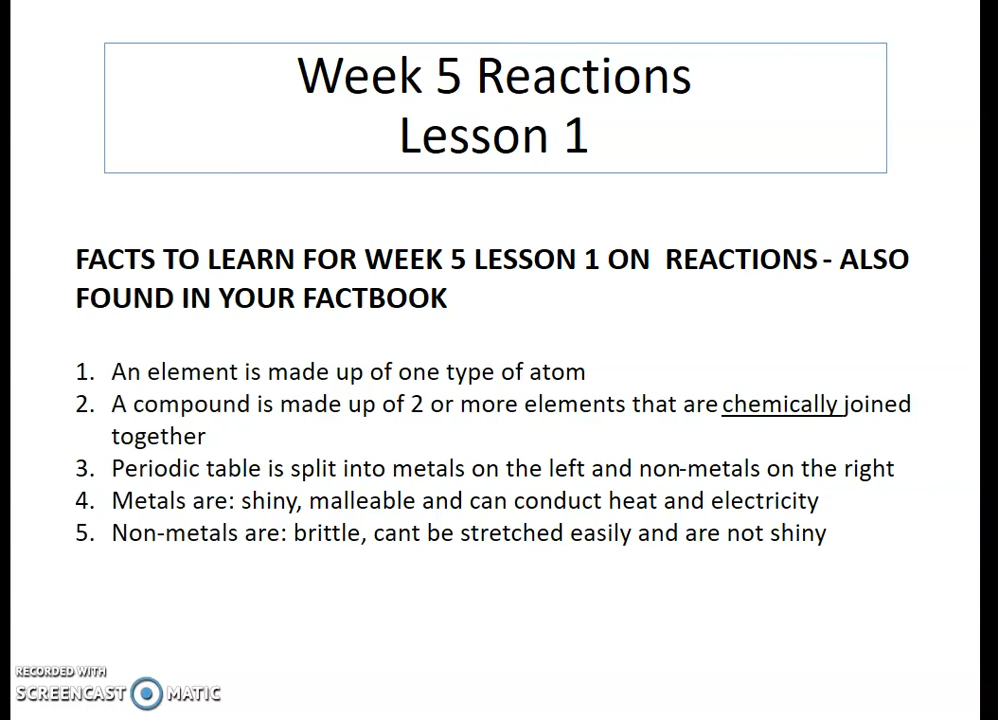 Week 5 Reactions
Lesson 1
FACTS TO LEARN FOR WEEK 5 LESSON 1 ON  REACTIONS - ALSO
FOUND IN YOUR FACTBOOK
1. An element is made up of one type of atom
2. A compound is made up of 2 or more elements that are chemically joined
together
3. Periodic table is split into metals on the left and non-metals on the right
4. Metals are: shiny, malleable and can conduct heat and electricity
5. Non-metals are: brittle, cant be stretched easily and are not shiny
RECORDED WITH
SCREENCAST MATIC